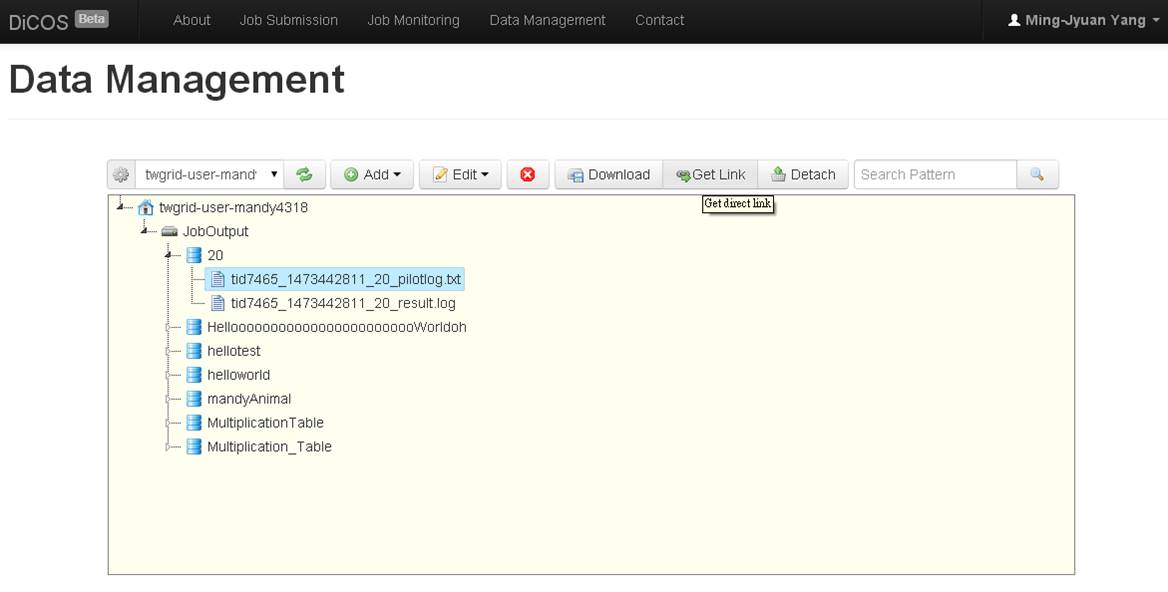 DiCOS Beta About Job Submission Job Monitoring Data Management Contact Ming-Jyuan Yang
Data Management
twgrid-user-mand Add Edit Download Get Link Detach Search Pattern
Get direct link
twgrid-user-mandy4318
JobOutput
20
tid7465_1473442811_20_pilotlog.txt
tid7465_1473442811_20_result.log
HelloooooooooooooooooooooooWorldoh
hellotest
helloworld
mandyAnimal
MultiplicationTable
Multiplication_Table